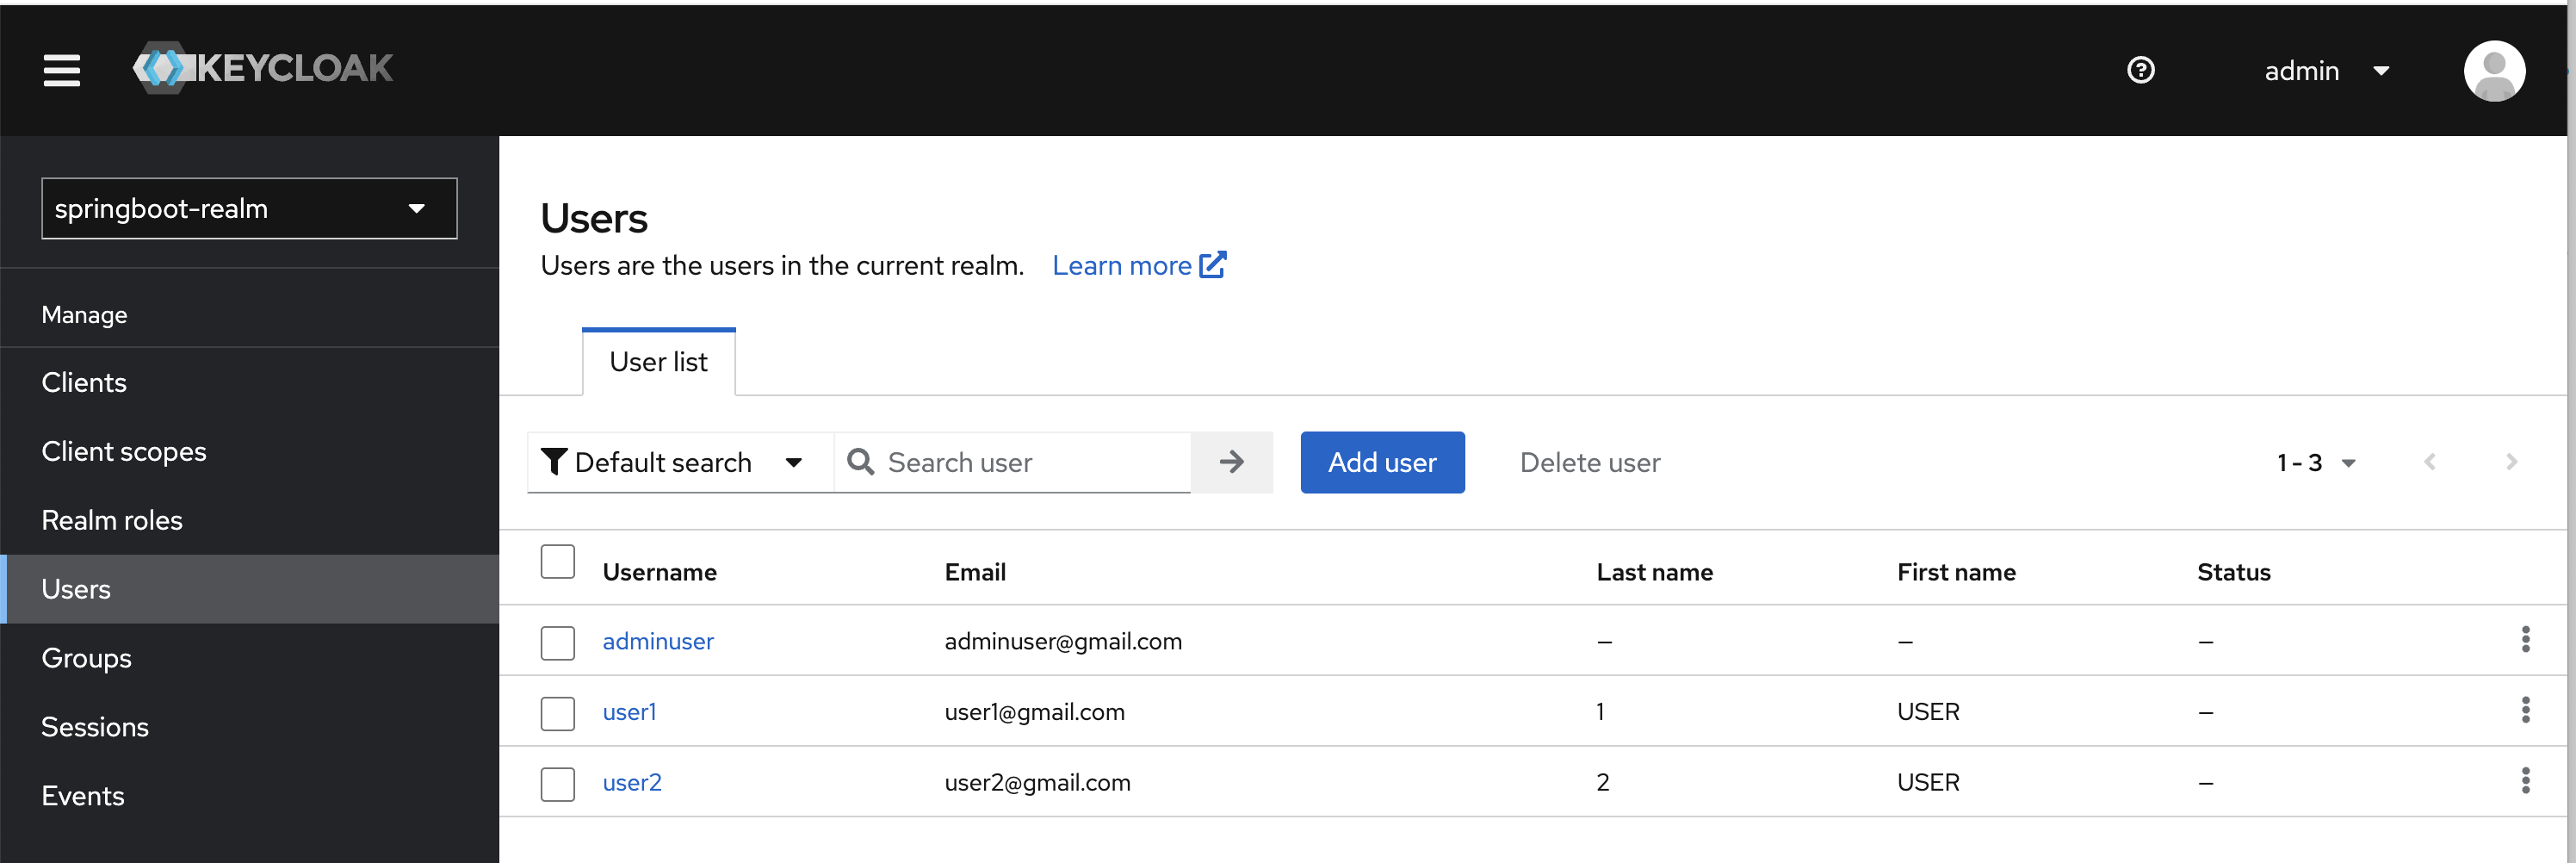 KEYCLOAK
admin
springboot-realm
Manage
Clients
Client scopes
Realm roles
Users
Groups
Sessions
Events
Users
Users are the users in the current realm. Learn more
User list
Default search Search user Add user Delete user 1 - 3
Username Email Last name First name Status
adminuser adminuser@gmail.com – – –
user1 user1@gmail.com 1 USER –
user2 user2@gmail.com 2 USER –